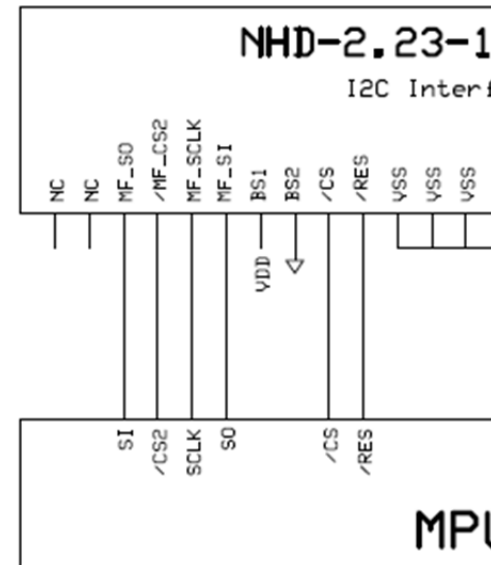 NHD-2.23-1
I2C Interf
NC
NC
MF_SO
/MF_CS2
MF_SCLK
MF_SI
BS1
BS2
/CS
/RES
VSS
VSS
VSS
VDD
SI
/CS2
SCLK
SO
/CS
/RES
MPU